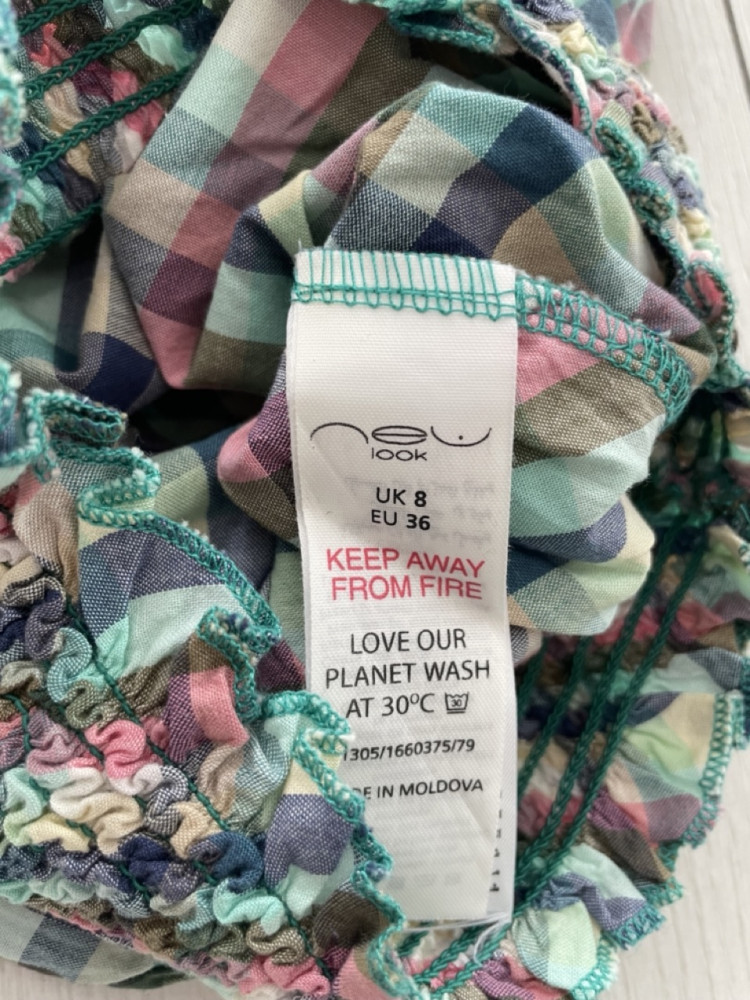 new
look
UK 8
EU 36
KEEP AWAY
FROM FIRE
LOVE OUR
PLANET WASH
AT 30ºC 30
1305/1660375/79
DE IN MOLDOVA